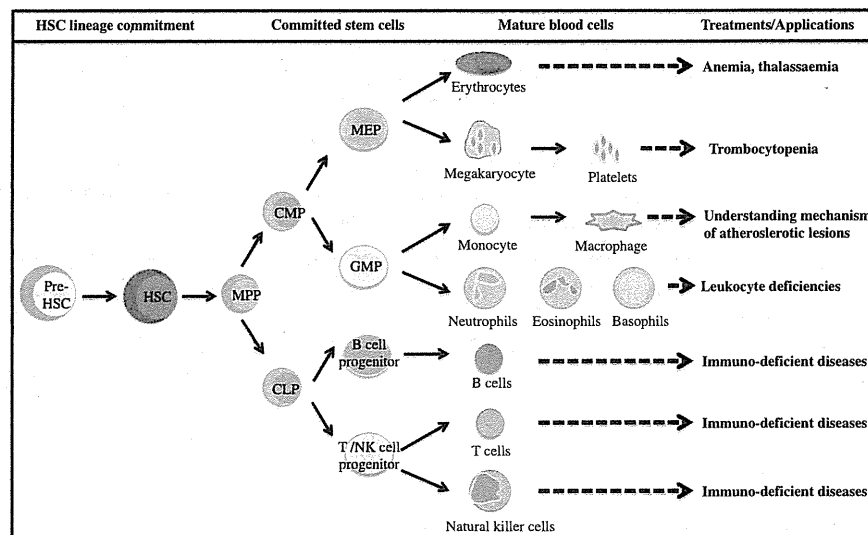 HSC lineage commitment
Committed stem cells
Mature blood cells
Treatments/Applications
Erythrocytes
Anemia, thalassaemia
MEP
Megakaryocyte
Platelets
Trombocytopenia
CMP
Monocyte
Macrophage
Understanding mechanism
of atheroslerotic lesions
GMP
Pre-
HSC
HSC
MPP
Neutrophils
Eosinophils
Basophils
Leukocyte deficiencies
B cell
progenitor
B cells
Immuno-deficient diseases
CLP
T /NK cell
progenitor
T cells
Immuno-deficient diseases
Natural killer cells
Immuno-deficient diseases